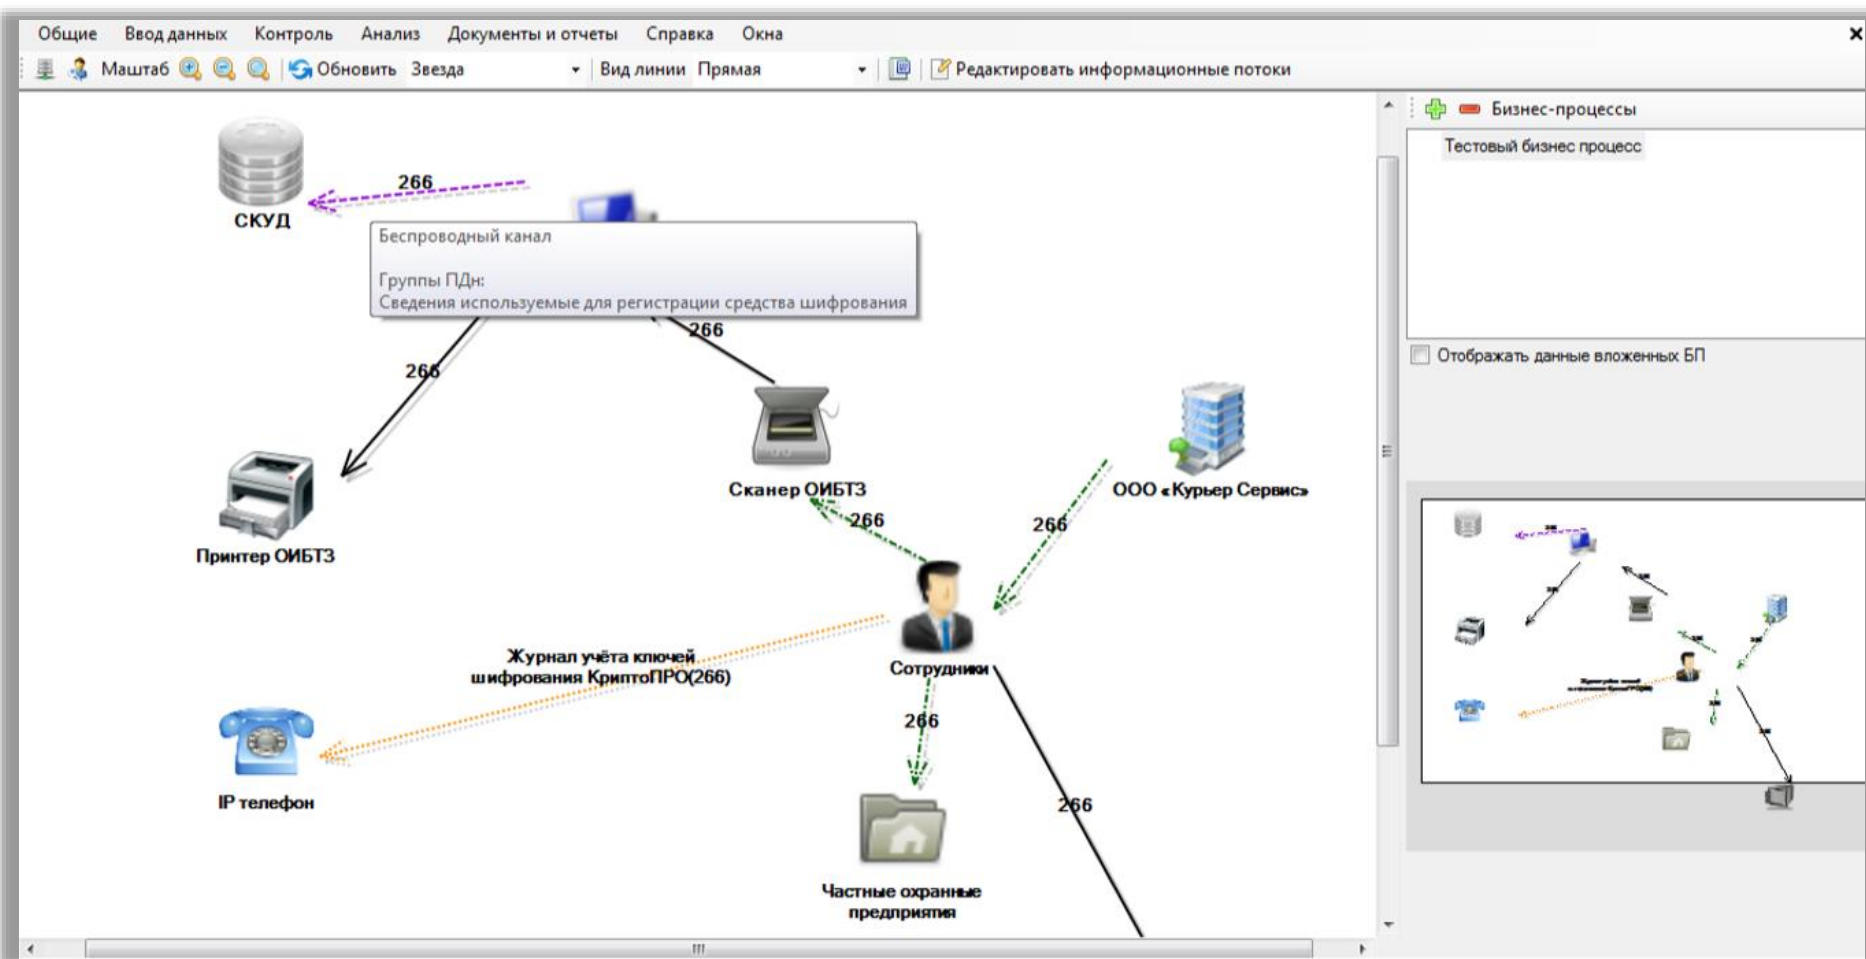 Общие Ввод данных Контроль Анализ Документы и отчеты Справка Окна
Маштаб Обновить Звезда Вид линии Прямая Редактировать информационные потоки
Бизнес-процессы
Тестовый бизнес процесс
Отображать данные вложенных БП
266
СКУД
Беспроводный канал
Группы ПДн:
Сведения используемые для регистрации средства шифрования
266
266
Сканер ОИБТЗ
ООО «Курьер Сервис»
266
266
Принтер ОИБТЗ
Журнал учёта ключей
шифрования КриптоПРО(266)
Сотрудники
266
IP телефон
266
Частные охранные
предприятия